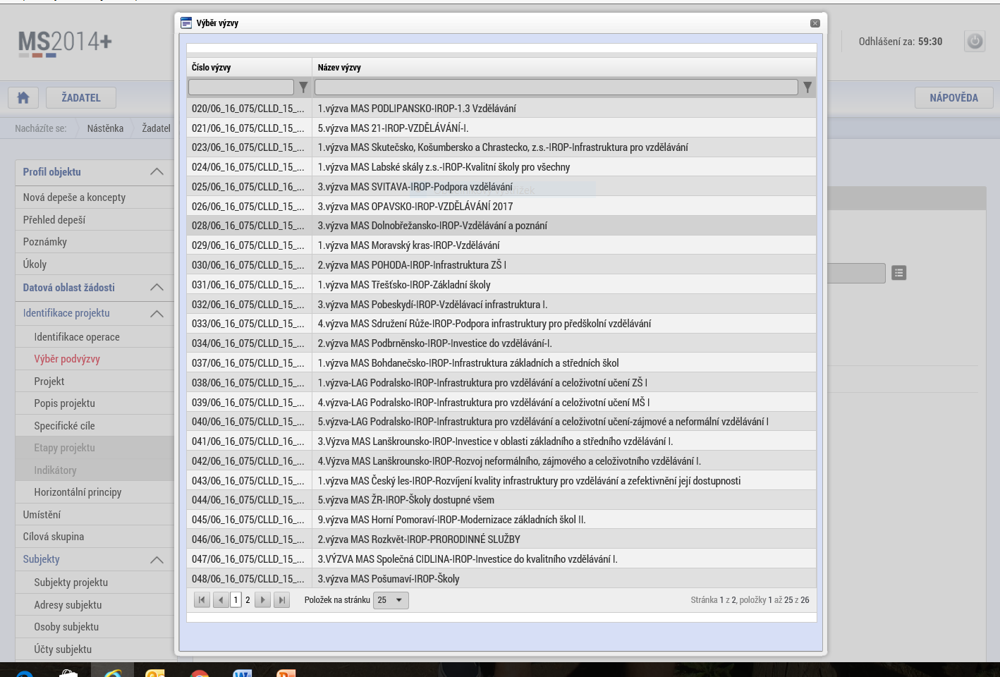 Výběr výzvy
MS2014+
Odhlášení za: 59:30
ŽADATEL
NÁPOVĚDA
Nacházíte se: Nástěnka Žadatel
Profil objektu
Nová depeše a koncepty
Přehled depeší
Poznámky
Úkoly
Datová oblast žádosti
Identifikace projektu
Identifikace operace
Výběr podvýzvy
Projekt
Popis projektu
Specifické cíle
Etapy projektu
Indikátory
Horizontální principy
Umístění
Cílová skupina
Subjekty
Subjekty projektu
Adresy subjektu
Osoby subjektu
Účty subjektu
Číslo výzvy Název výzvy
020/06_16_075/CLLD_15_... 1.výzva MAS PODLIPANSKO-IROP-1.3 Vzdělávání
021/06_16_075/CLLD_15_... 5.výzva MAS 21-IROP-VZDĚLÁVÁNÍ-I.
023/06_16_075/CLLD_15_... 1.výzva MAS Skutečsko, Košumbersko a Chrastecko, z.s.-IROP-Infrastruktura pro vzdělávání
024/06_16_075/CLLD_15_... 1.výzva MAS Labské skály z.s.-IROP-Kvalitní školy pro všechny
025/06_16_075/CLLD_16_... 3.výzva MAS SVITAVA-IROP-Podpora vzdělávání
026/06_16_075/CLLD_15_... 3.výzva MAS OPAVSKO-IROP-VZDĚLÁVÁNÍ 2017
028/06_16_075/CLLD_15_... 3.výzva MAS Dolnobřežansko-IROP-Vzdělávání a poznání
029/06_16_075/CLLD_15_... 1.výzva MAS Moravský kras-IROP-Vzdělávání
030/06_16_075/CLLD_15_... 2.výzva MAS POHODA-IROP-Infrastruktura ZŠ I
031/06_16_075/CLLD_15_... 1.výzva MAS Třešťsko-IROP-Základní školy
032/06_16_075/CLLD_15_... 3.výzva MAS Pobeskydí-IROP-Vzdělávací infrastruktura I.
033/06_16_075/CLLD_15_... 4.výzva MAS Sdružení Růže-IROP-Podpora infrastruktury pro předškolní vzdělávání
034/06_16_075/CLLD_15_... 2.výzva MAS Podbrněnsko-IROP-Investice do vzdělávání-I.
037/06_16_075/CLLD_15_... 1.výzva MAS Bohdanečsko-IROP-Infrastruktura základních a středních škol
038/06_16_075/CLLD_15_... 1.výzva-LAG Podralsko-IROP-Infrastruktura pro vzdělávání a celoživotní učení ZŠ I
039/06_16_075/CLLD_15_... 4.výzva-LAG Podralsko-IROP-Infrastruktura pro vzdělávání a celoživotní učení MŠ I
040/06_16_075/CLLD_15_... 5.výzva-LAG Podralsko-IROP-Infrastruktura pro vzdělávání a celoživotní učení-zájmové a neformální vzdělávání I
041/06_16_075/CLLD_16_... 3.Výzva MAS Lanškrounsko-IROP-Investice v oblasti základního a středního vzdělávání I.
042/06_16_075/CLLD_16_... 4.Výzva MAS Lanškrounsko-IROP-Rozvoj neformálního, zájmového a celoživotního vzdělávání I.
043/06_16_075/CLLD_15_... 1.výzva MAS Český les-IROP-Rozvíjení kvality infrastruktury pro vzdělávání a zefektivnění její dostupnosti
044/06_16_075/CLLD_15_... 5.výzva MAS ŽR-IROP-Školy dostupné všem
045/06_16_075/CLLD_16_... 9.výzva MAS Horní Pomoraví-IROP-Modernizace základních škol II.
046/06_16_075/CLLD_15_... 2.výzva MAS Rozkvět-IROP-PRORODINNÉ SLUŽBY
047/06_16_075/CLLD_15_... 3.VÝZVA MAS Společná CIDLINA-IROP-Investice do kvalitního vzdělávání I.
048/06_16_075/CLLD_15_... 3.výzva MAS Pošumaví-IROP-Školy
1 2 Položek na stránku 25 Stránka 1 z 2, položky 1 až 25 z 26